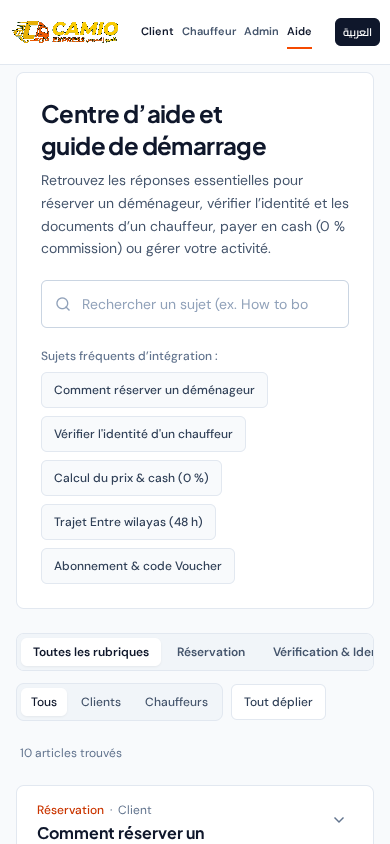 CAMIO
Client Chauffeur Admin Aide
العربية
Centre d’aide et
guide de démarrage
Retrouvez les réponses essentielles pour
réserver un déménageur, vérifier l’identité et les
documents d’un chauffeur, payer en cash (0 %
commission) ou gérer votre activité.
Rechercher un sujet (ex. How to bo
Sujets fréquents d’intégration :
Comment réserver un déménageur
Vérifier l'identité d'un chauffeur
Calcul du prix & cash (0 %)
Trajet Entre wilayas (48 h)
Abonnement & code Voucher
Toutes les rubriques Réservation Vérification & Iden
Tous Clients Chauffeurs Tout déplier
10 articles trouvés
Réservation · Client
Comment réserver un